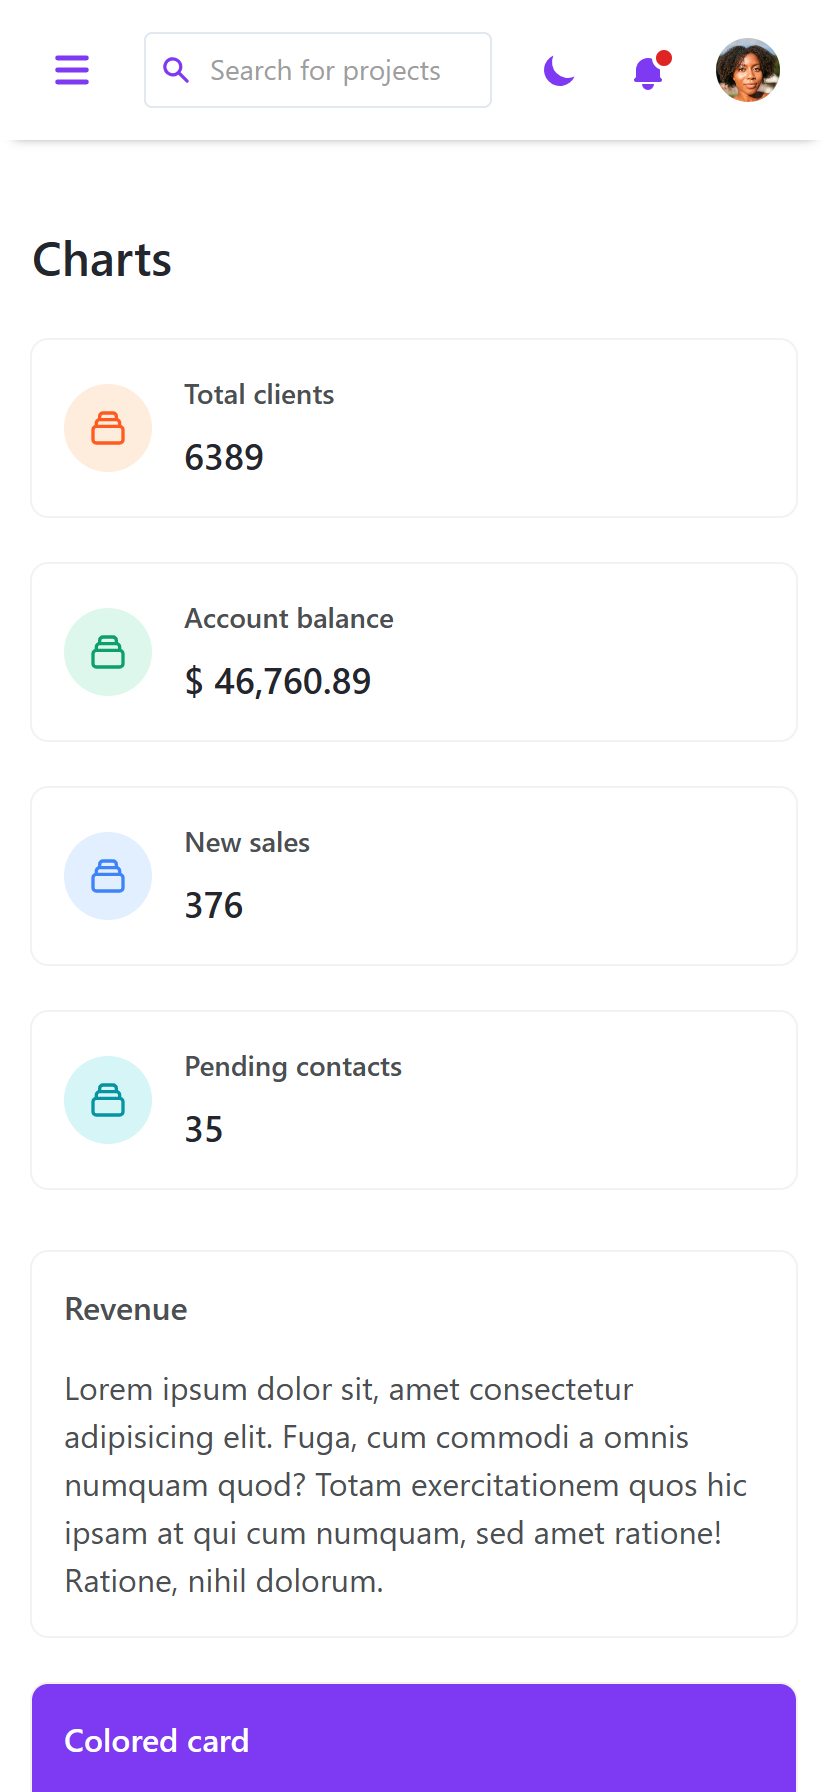 Search for projects
Charts
Total clients
6389
Account balance
$ 46,760.89
New sales
376
Pending contacts
35
Revenue
Lorem ipsum dolor sit, amet consectetur
adipisicing elit. Fuga, cum commodi a omnis
numquam quod? Totam exercitationem quos hic
ipsam at qui cum numquam, sed amet ratione!
Ratione, nihil dolorum.
Colored card